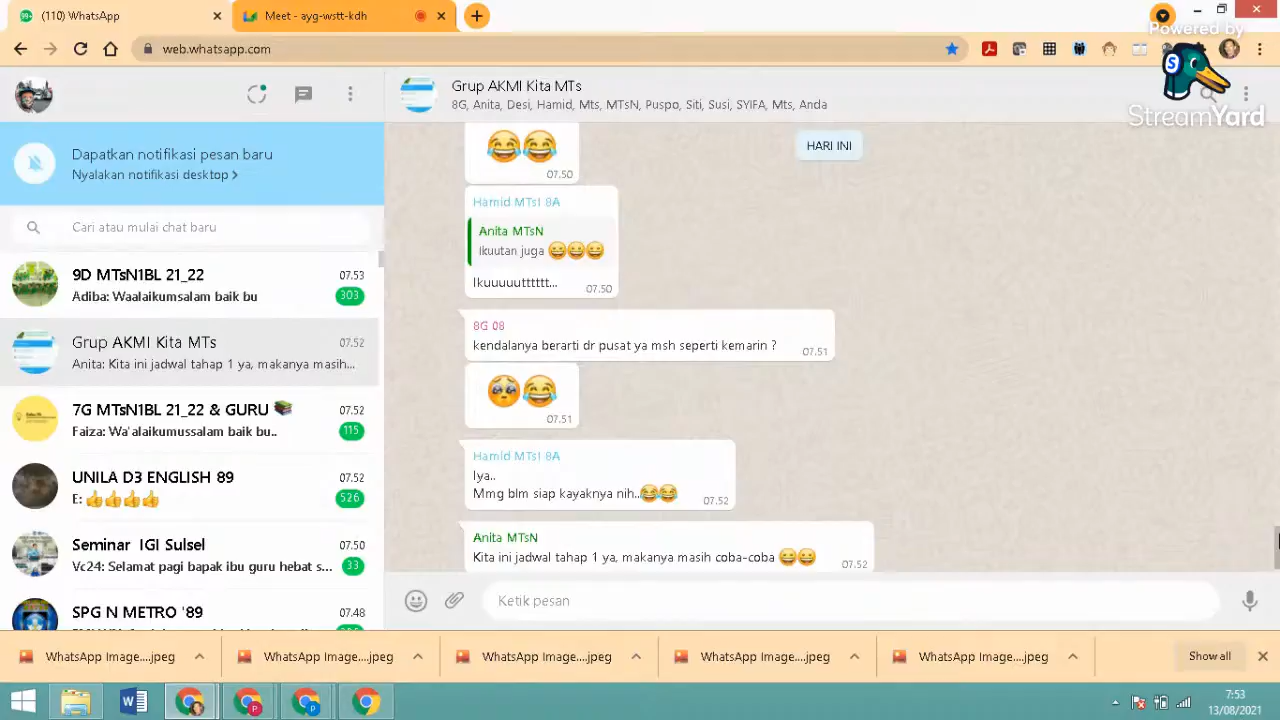 (110) WhatsApp
Meet - ayg-wstt-kdh
web.whatsapp.com
Powered by
StreamYard
Grup AKMI Kita MTs
8G, Anita, Desi, Hamid, Mts, MTsN, Puspo, Siti, Susi, SYIFA, Mts, Anda
Dapatkan notifikasi pesan baru
Nyalakan notifikasi desktop >
Cari atau mulai chat baru
9D MTsN1BL 21_22
07.53
Adiba: Waalaikumsalam baik bu
303
Grup AKMI Kita MTs
07.52
Anita: Kita ini jadwal tahap 1 ya, makanya masih...
7G MTsN1BL 21_22 & GURU 📚
07.52
Faiza: Wa'alaikumussalam baik bu..
115
UNILA D3 ENGLISH 89
07.52
E: 👍👍👍👍
526
Seminar IGI Sulsel
07.50
Vc24: Selamat pagi bapak ibu guru hebat s...
33
SPG N METRO '89
07.48
HARI INI
😂😂
07.50
Hamid MTs! 8A
Anita MTsN
Ikuutan juga 😄😄😄
Ikuuuuutttttt...
07.50
8G 08
kendalanya berarti dr pusat ya msh seperti kemarin ?
07.51
🥹😂
07.51
Hamid MTs! 8A
Iya..
Mmg blm siap kayaknya nih..😂😂
07.52
Anita MTsN
Kita ini jadwal tahap 1 ya, makanya masih coba-coba 😄😄
07.52
Ketik pesan
WhatsApp Image....jpeg
WhatsApp Image....jpeg
WhatsApp Image....jpeg
WhatsApp Image....jpeg
WhatsApp Image....jpeg
Show all
7:53
13/08/2021